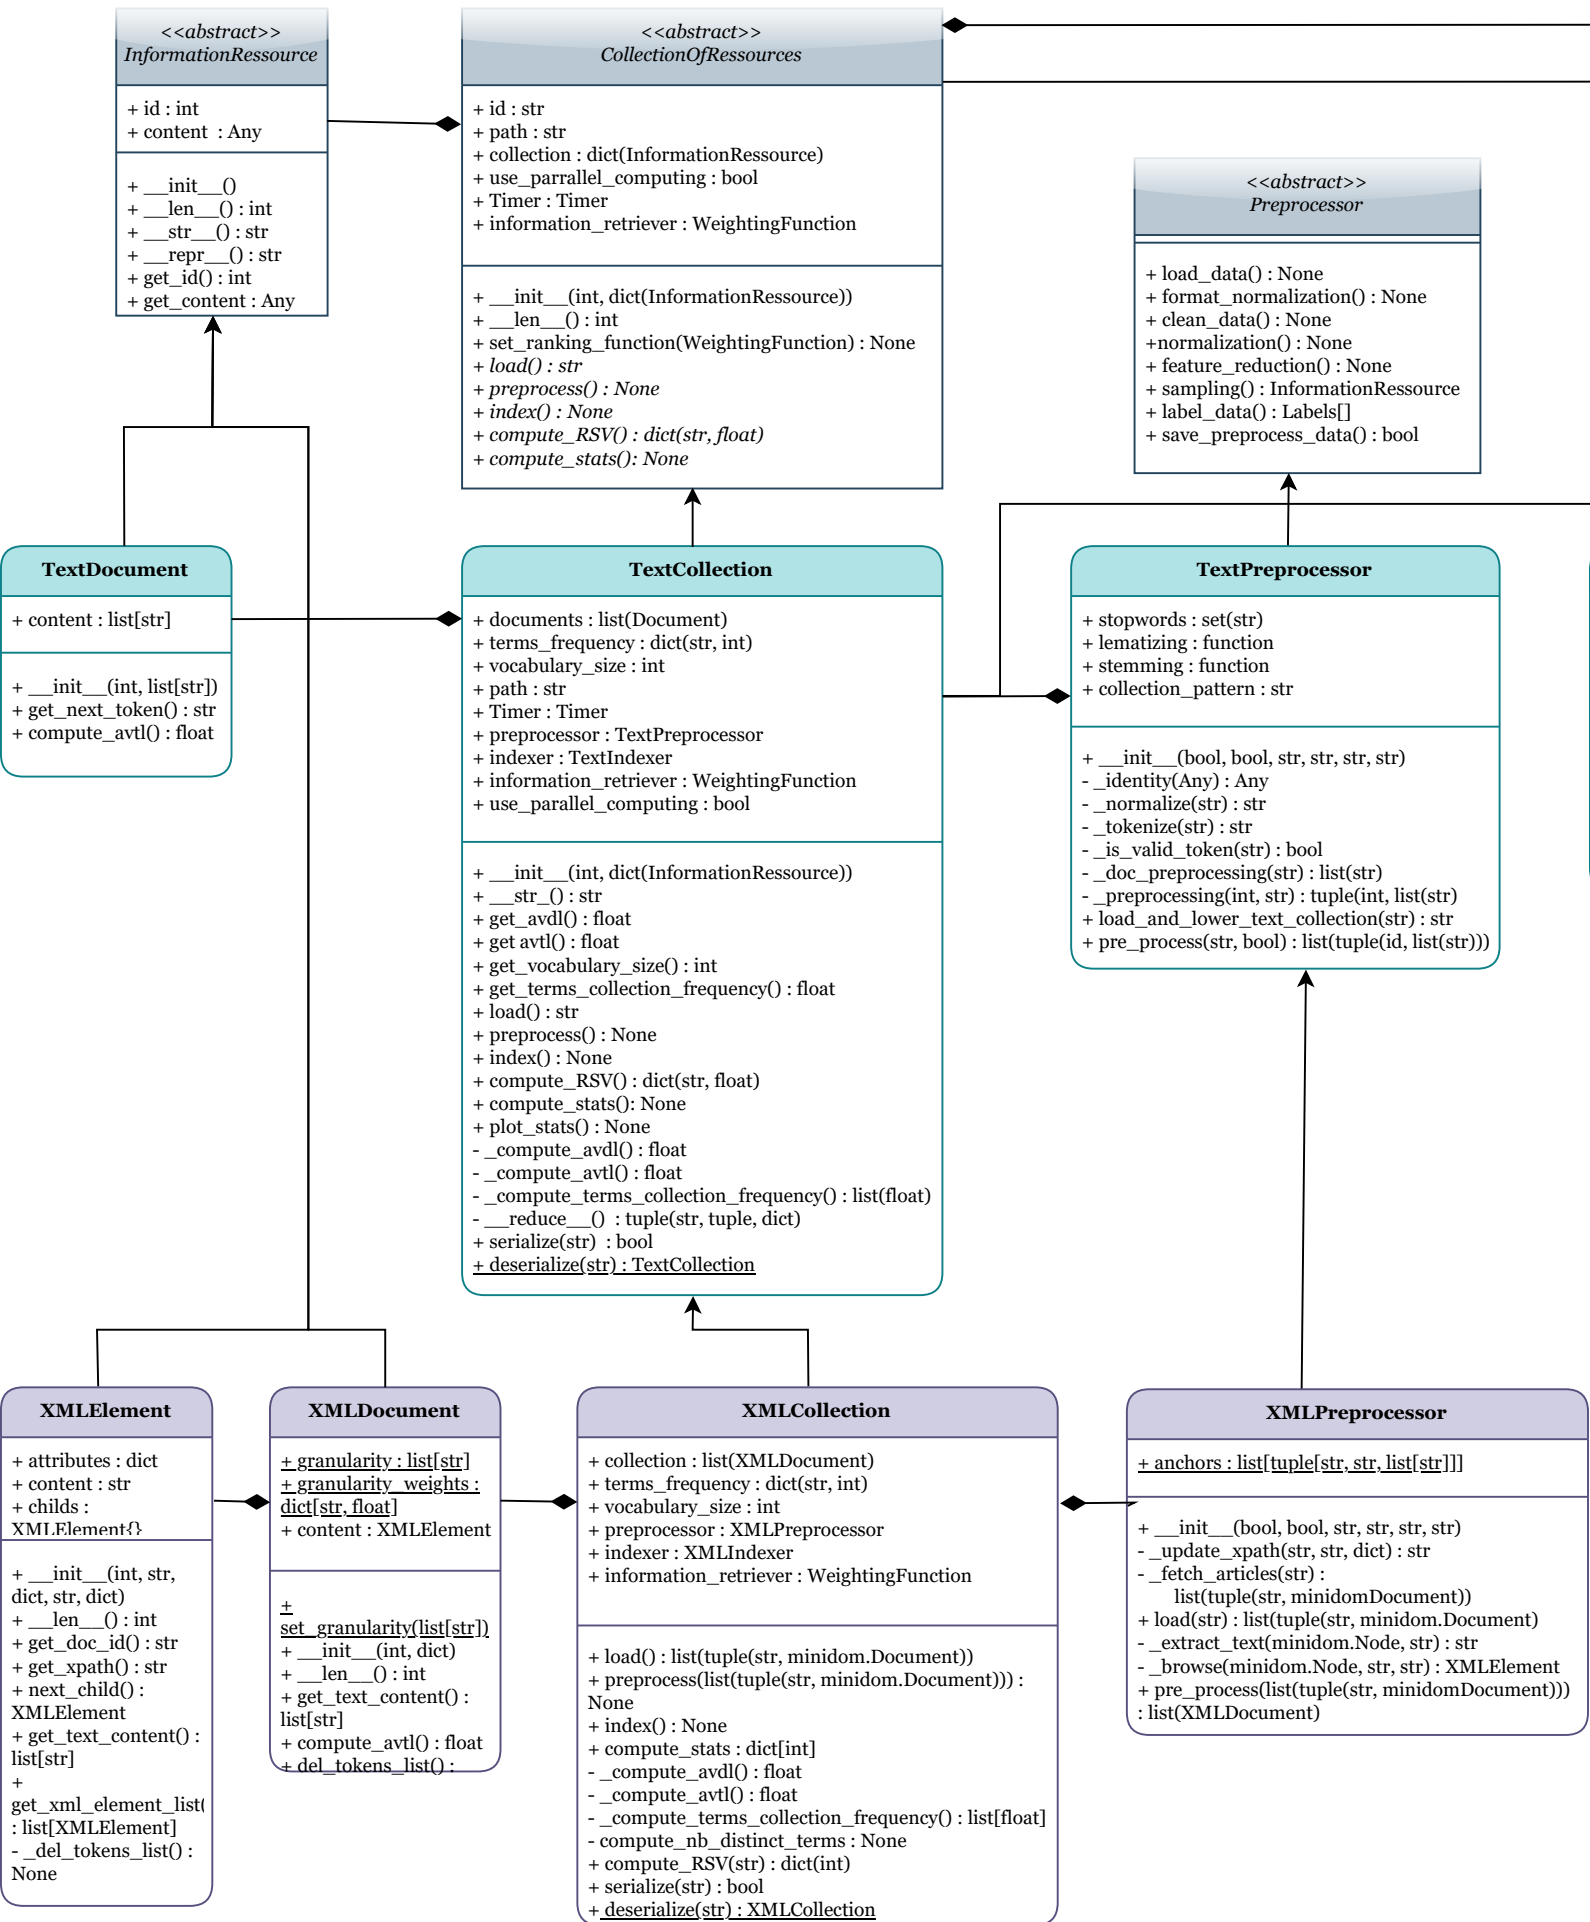 <<abstract>>
InformationRessource
+ id : int
+ content  : Any
+ __init__()
+ __len__() : int
+ __str__() : str
+ __repr__() : str
+ get_id() : int
+ get_content : Any
<<abstract>>
CollectionOfRessources
+ id : str
+ path : str
+ collection : dict(InformationRessource)
+ use_parrallel_computing : bool
+ Timer : Timer
+ information_retriever : WeightingFunction
+ __init__(int, dict(InformationRessource))
+ __len__() : int
+ set_ranking_function(WeightingFunction) : None
+ load() : str
+ preprocess() : None
+ index() : None
+ compute_RSV() : dict(str, float)
+ compute_stats(): None
<<abstract>>
Preprocessor
+ load_data() : None
+ format_normalization() : None
+ clean_data() : None
+normalization() : None
+ feature_reduction() : None
+ sampling() : InformationRessource
+ label_data() : Labels[]
+ save_preprocess_data() : bool
TextDocument
+ content : list[str]
+ __init__(int, list[str])
+ get_next_token() : str
+ compute_avtl() : float
TextCollection
+ documents : list(Document)
+ terms_frequency : dict(str, int)
+ vocabulary_size : int
+ path : str
+ Timer : Timer
+ preprocessor : TextPreprocessor
+ indexer : TextIndexer
+ information_retriever : WeightingFunction
+ use_parallel_computing : bool
+ __init__(int, dict(InformationRessource))
+ __str_() : str
+ get_avdl() : float
+ get avtl() : float
+ get_vocabulary_size() : int
+ get_terms_collection_frequency() : float
+ load() : str
+ preprocess() : None
+ index() : None
+ compute_RSV() : dict(str, float)
+ compute_stats(): None
+ plot_stats() : None
- _compute_avdl() : float
- _compute_avtl() : float
- _compute_terms_collection_frequency() : list(float)
- __reduce__()  : tuple(str, tuple, dict)
+ serialize(str)  : bool
+ deserialize(str) : TextCollection
TextPreprocessor
+ stopwords : set(str)
+ lematizing : function
+ stemming : function
+ collection_pattern : str
+ __init__(bool, bool, str, str, str, str)
- _identity(Any) : Any
- _normalize(str) : str
- _tokenize(str) : str
- _is_valid_token(str) : bool
- _doc_preprocessing(str) : list(str)
- _preprocessing(int, str) : tuple(int, list(str)
+ load_and_lower_text_collection(str) : str
+ pre_process(str, bool) : list(tuple(id, list(str)))
XMLElement
+ attributes : dict
+ content : str
+ childs :
XMLElement{}
+ __init__(int, str,
dict, str, dict)
+ __len__() : int
+ get_doc_id() : str
+ get_xpath() : str
+ next_child() :
XMLElement
+ get_text_content() :
list[str]
+
get_xml_element_list(
: list[XMLElement]
- _del_tokens_list() :
None
XMLDocument
+ granularity : list[str]
+ granularity_weights :
dict[str, float]
+ content : XMLElement
+
set_granularity(list[str])
+ __init__(int, dict)
+ __len__() : int
+ get_text_content() :
list[str]
+ compute_avtl() : float
+ del_tokens_list() :
XMLCollection
+ collection : list(XMLDocument)
+ terms_frequency : dict(str, int)
+ vocabulary_size : int
+ preprocessor : XMLPreprocessor
+ indexer : XMLIndexer
+ information_retriever : WeightingFunction
+ load() : list(tuple(str, minidom.Document))
+ preprocess(list(tuple(str, minidom.Document))) :
None
+ index() : None
+ compute_stats : dict[int]
- _compute_avdl() : float
- _compute_avtl() : float
- _compute_terms_collection_frequency() : list[float]
- compute_nb_distinct_terms : None
+ compute_RSV(str) : dict(int)
+ serialize(str) : bool
+ deserialize(str) : XMLCollection
XMLPreprocessor
+ anchors : list[tuple[str, str, list[str]]]
+ __init__(bool, bool, str, str, str, str)
- _update_xpath(str, str, dict) : str
- _fetch_articles(str) :
list(tuple(str, minidomDocument))
+ load(str) : list(tuple(str, minidom.Document)
- _extract_text(minidom.Node, str) : str
- _browse(minidom.Node, str, str) : XMLElement
+ pre_process(list(tuple(str, minidomDocument)))
: list(XMLDocument)